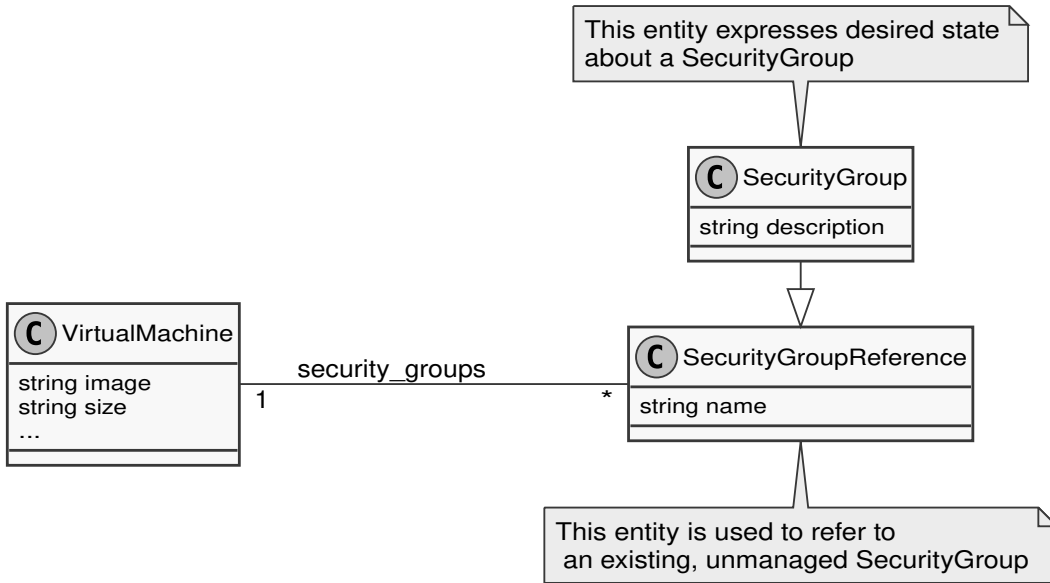 This entity expresses desired state
about a SecurityGroup
C SecurityGroup
string description
C VirtualMachine
string image
string size
...
security_groups
1
*
C SecurityGroupReference
string name
This entity is used to refer to
an existing, unmanaged SecurityGroup